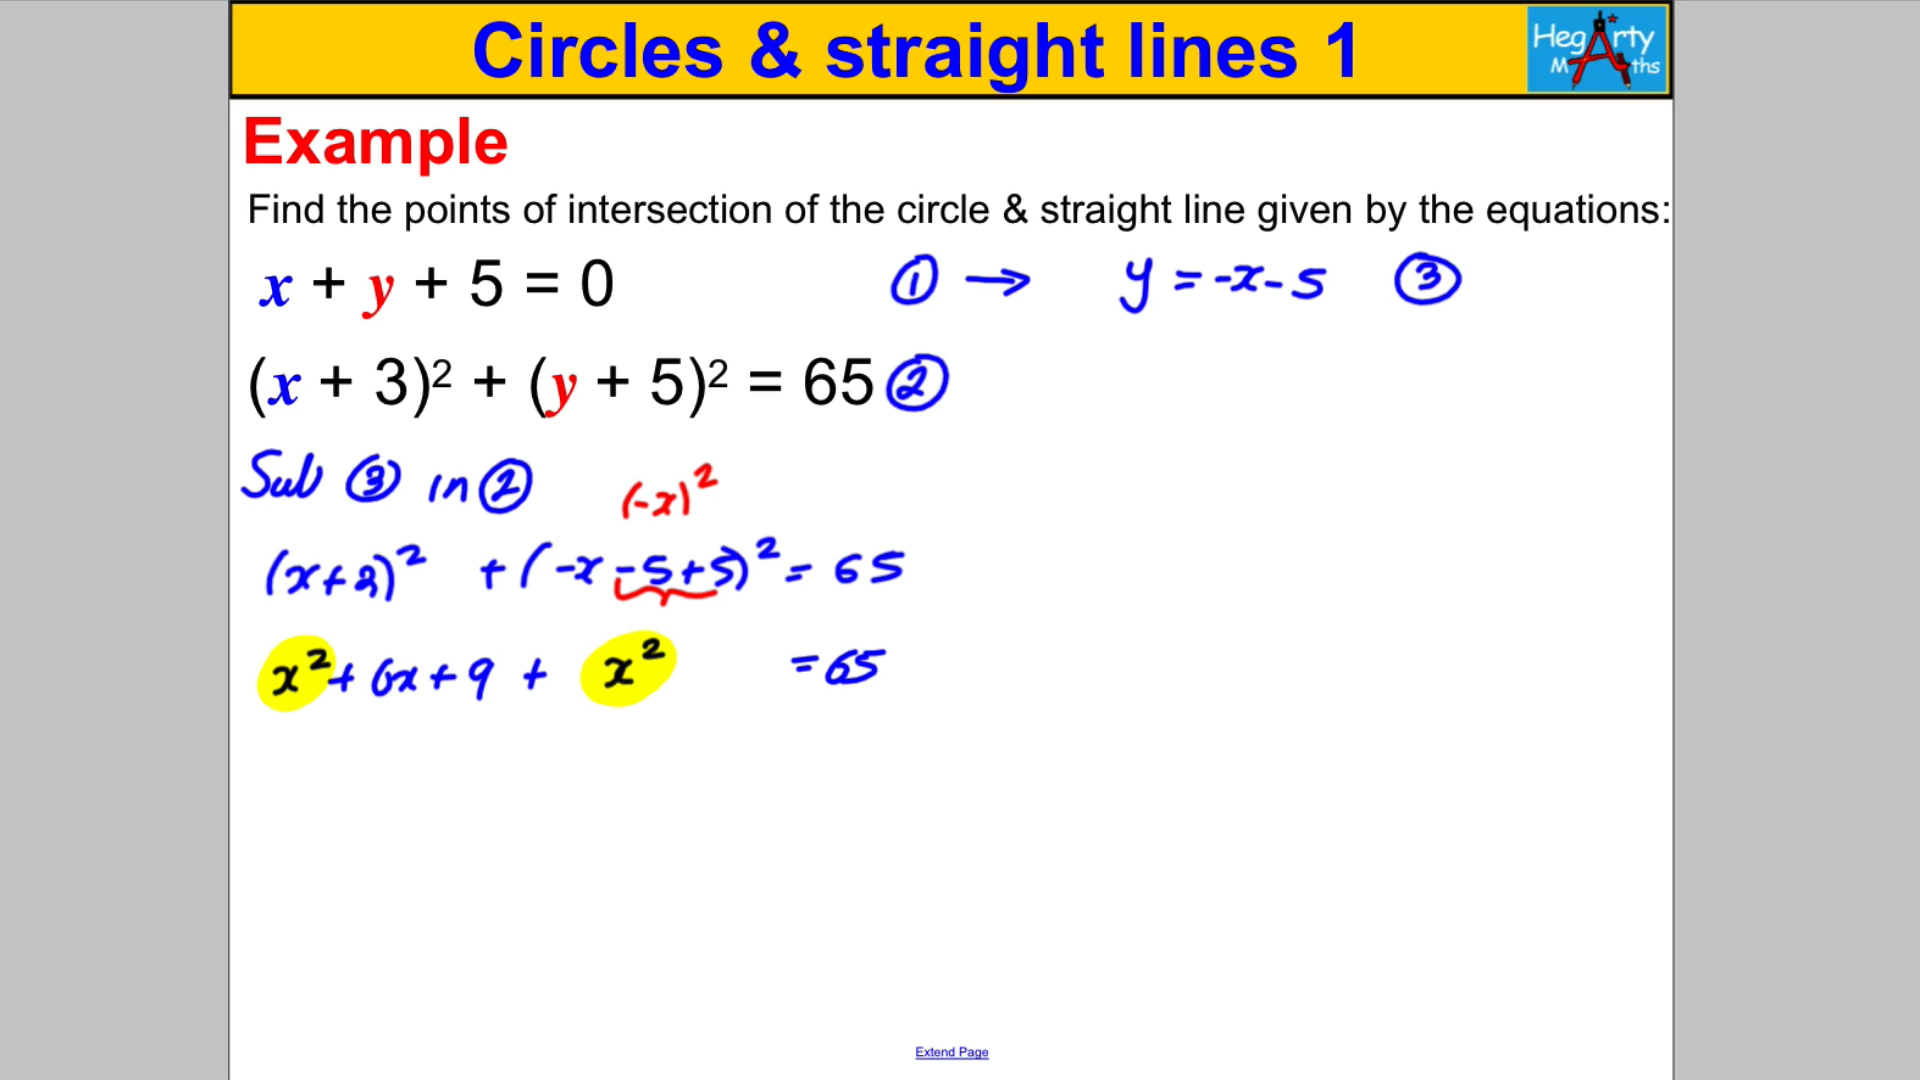 Circles & straight lines 1
HegArty
MAths
Example
Find the points of intersection of the circle & straight line given by the equations:
x + y + 5 = 0 ① → y = -x - 5 ③
(x + 3)² + (y + 5)² = 65 ②
Sub ③ in ② (-x)²
(x+3)² + (-x -5+5)² = 65
x² + 6x + 9 + x² = 65
Extend Page